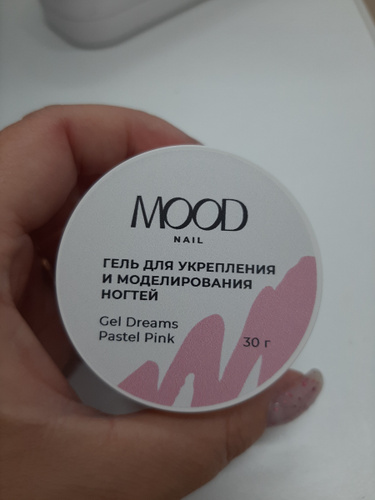 MOOD
NAIL
ГЕЛЬ ДЛЯ УКРЕПЛЕНИЯ
И МОДЕЛИРОВАНИЯ
НОГТЕЙ
Gel Dreams
Pastel Pink
30 г